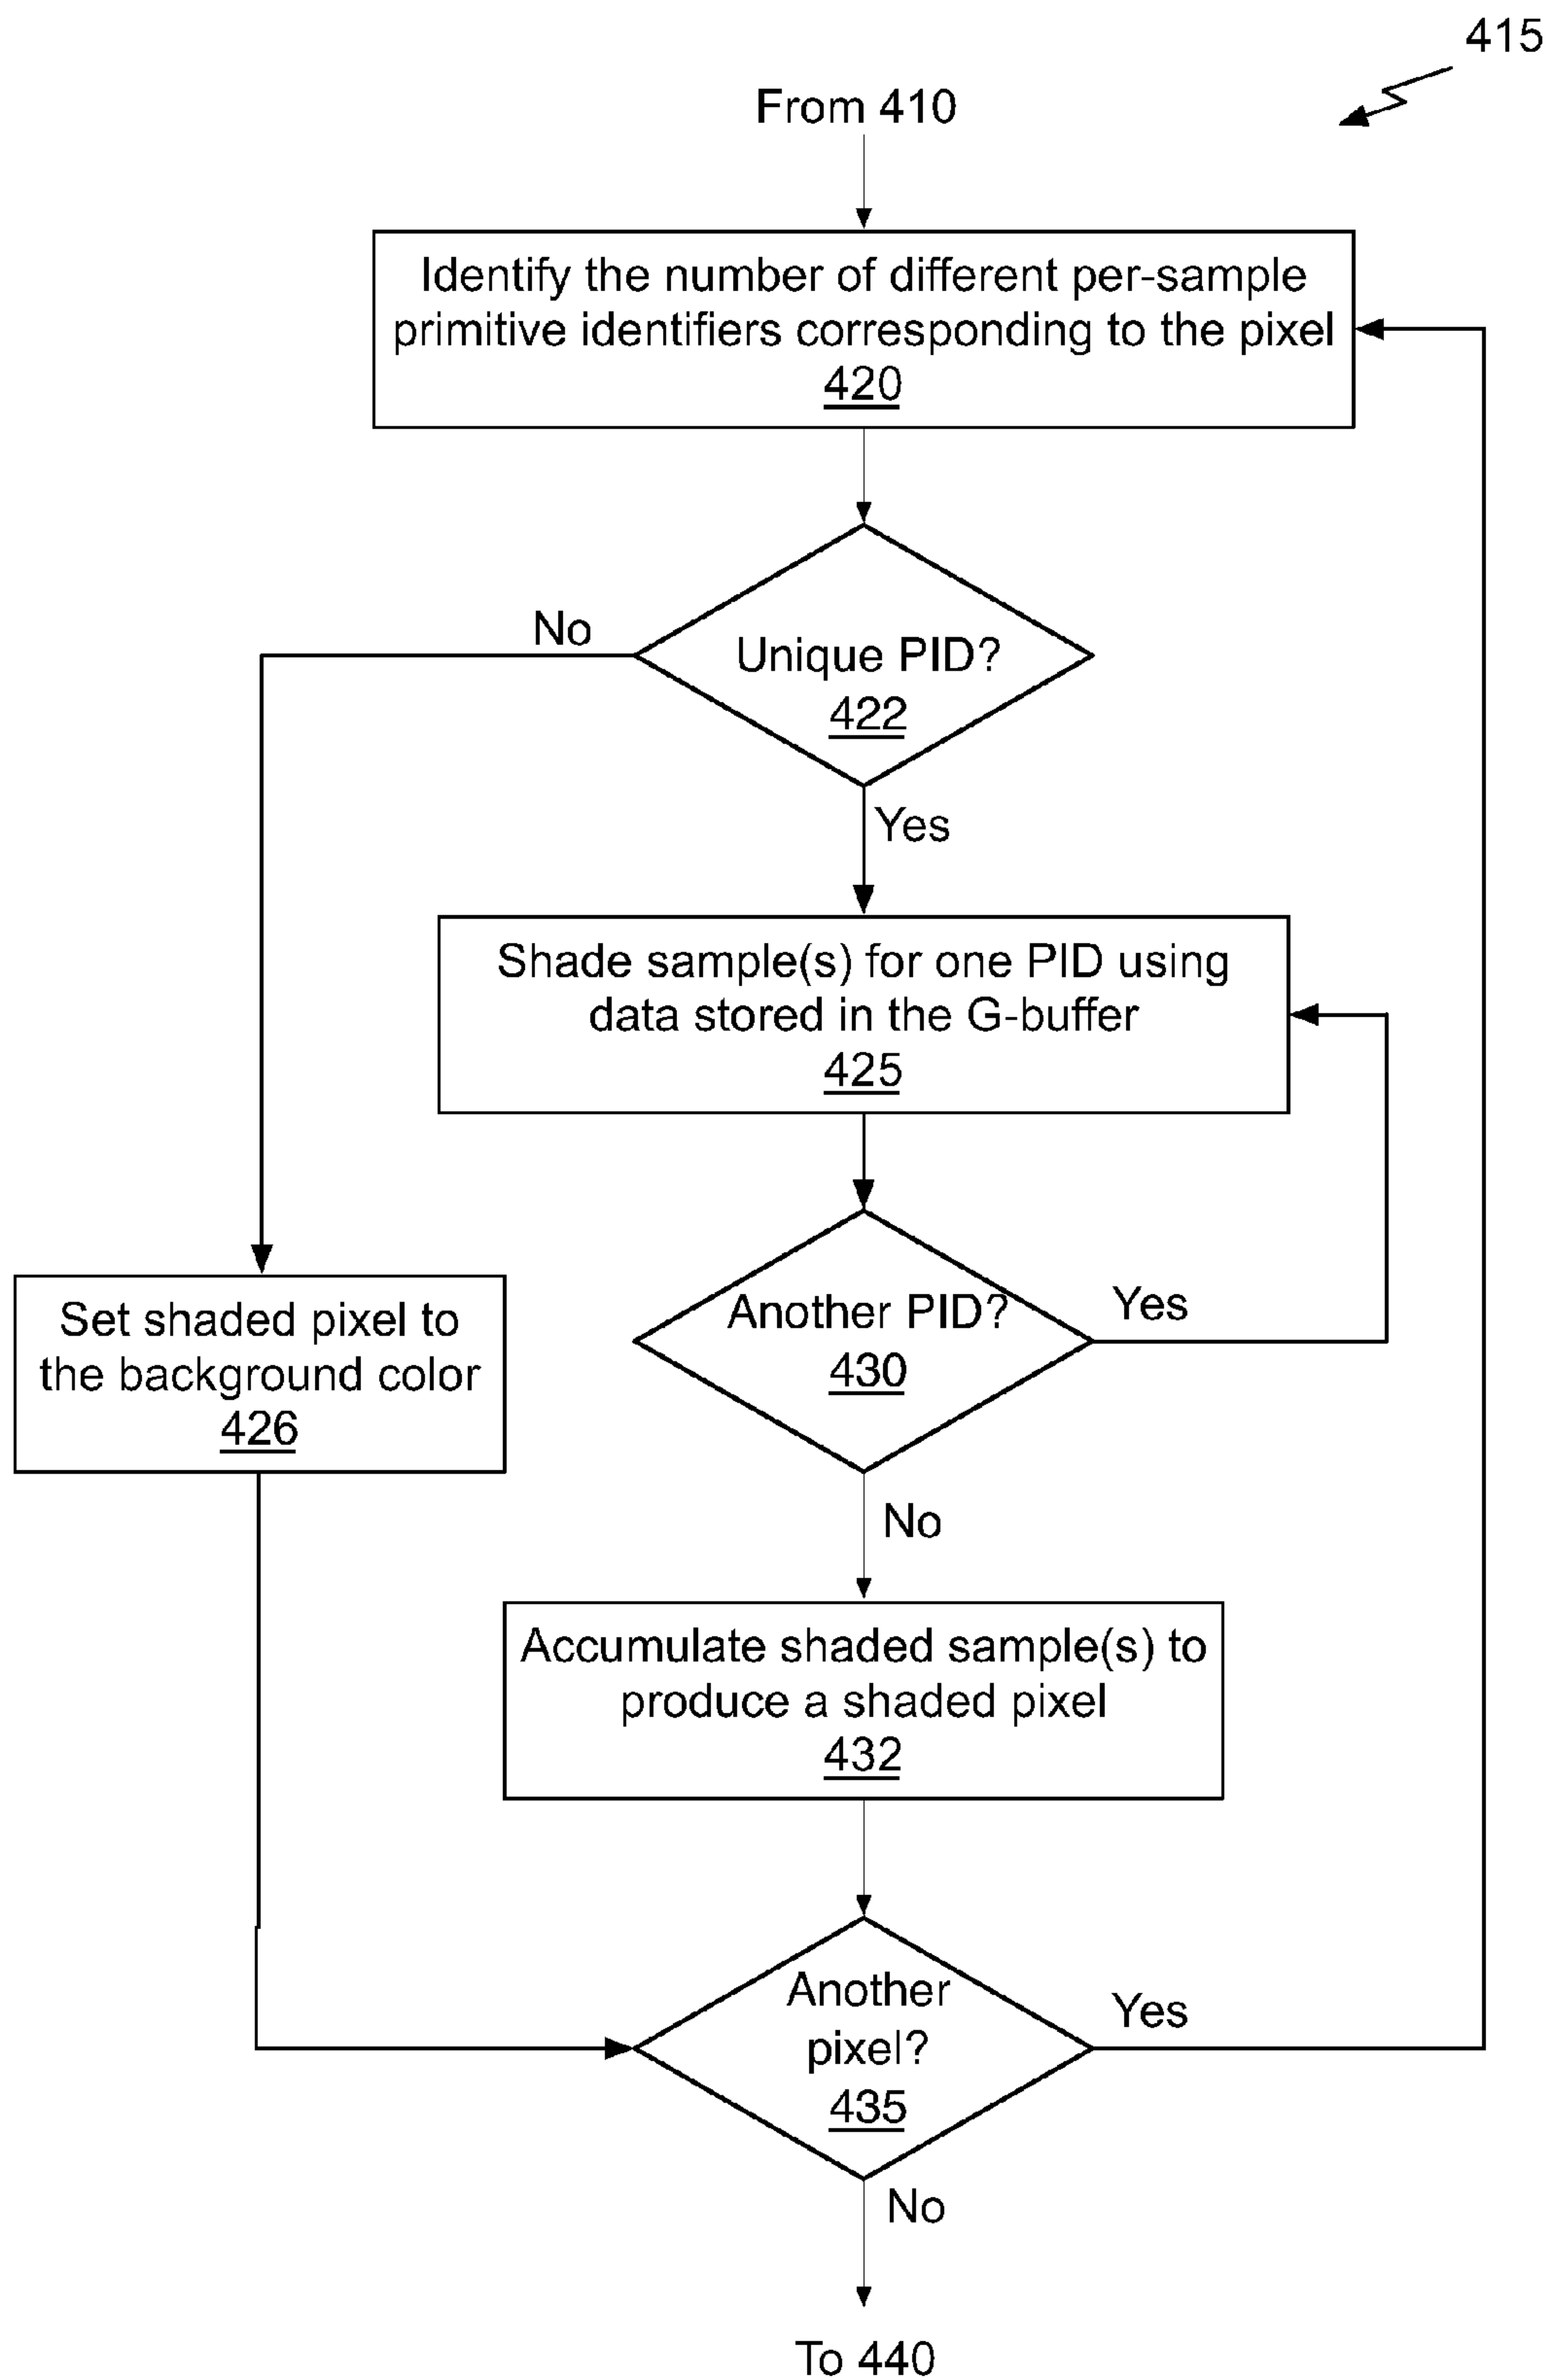 415
From 410
Identify the number of different per-sample
primitive identifiers corresponding to the pixel
420
No
Unique PID?
422
Yes
Shade sample(s) for one PID using
data stored in the G-buffer
425
Set shaded pixel to
the background color
426
Another PID?
430
Yes
No
Accumulate shaded sample(s) to
produce a shaded pixel
432
Another
pixel?
435
Yes
No
To 440